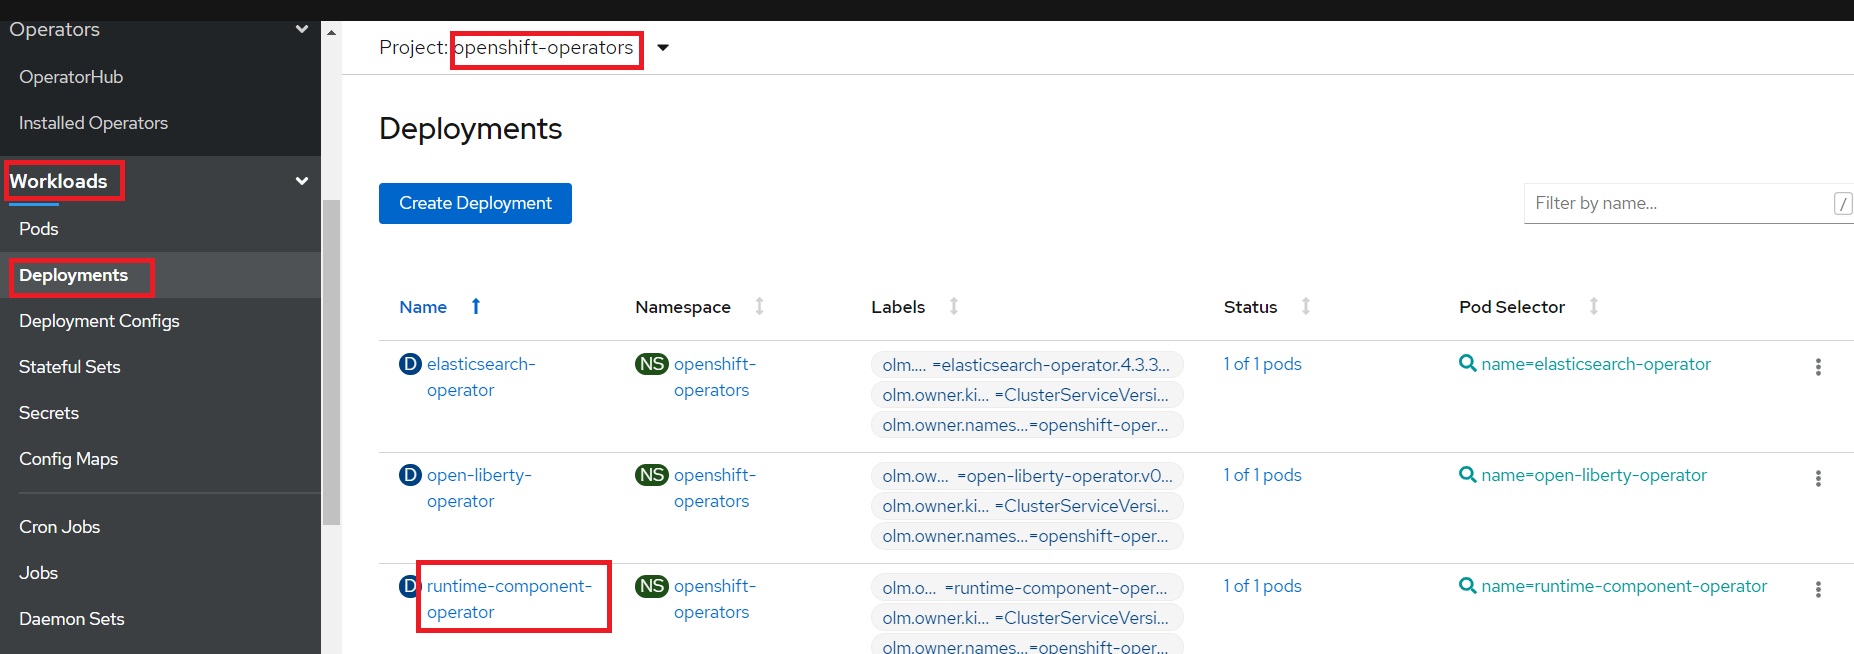 Operators
OperatorHub
Installed Operators
Workloads
Pods
Deployments
Deployment Configs
Stateful Sets
Secrets
Config Maps
Cron Jobs
Jobs
Daemon Sets
Project: openshift-operators
Deployments
Create Deployment
Filter by name...
/
Name Namespace Labels Status Pod Selector
D elasticsearch-
operator
NS openshift-
operators
olm.... =elasticsearch-operator.4.3.3...
olm.owner.ki... =ClusterServiceVersi...
olm.owner.names...=openshift-oper...
1 of 1 pods
name=elasticsearch-operator
D open-liberty-
operator
NS openshift-
operators
olm.ow... =open-liberty-operator.v0...
olm.owner.ki... =ClusterServiceVersi...
olm.owner.names...=openshift-oper...
1 of 1 pods
name=open-liberty-operator
D runtime-component-
operator
NS openshift-
operators
olm.o... =runtime-component-oper...
olm.owner.ki... =ClusterServiceVersi...
olm.owner.names...=openshift-oper...
1 of 1 pods
name=runtime-component-operator